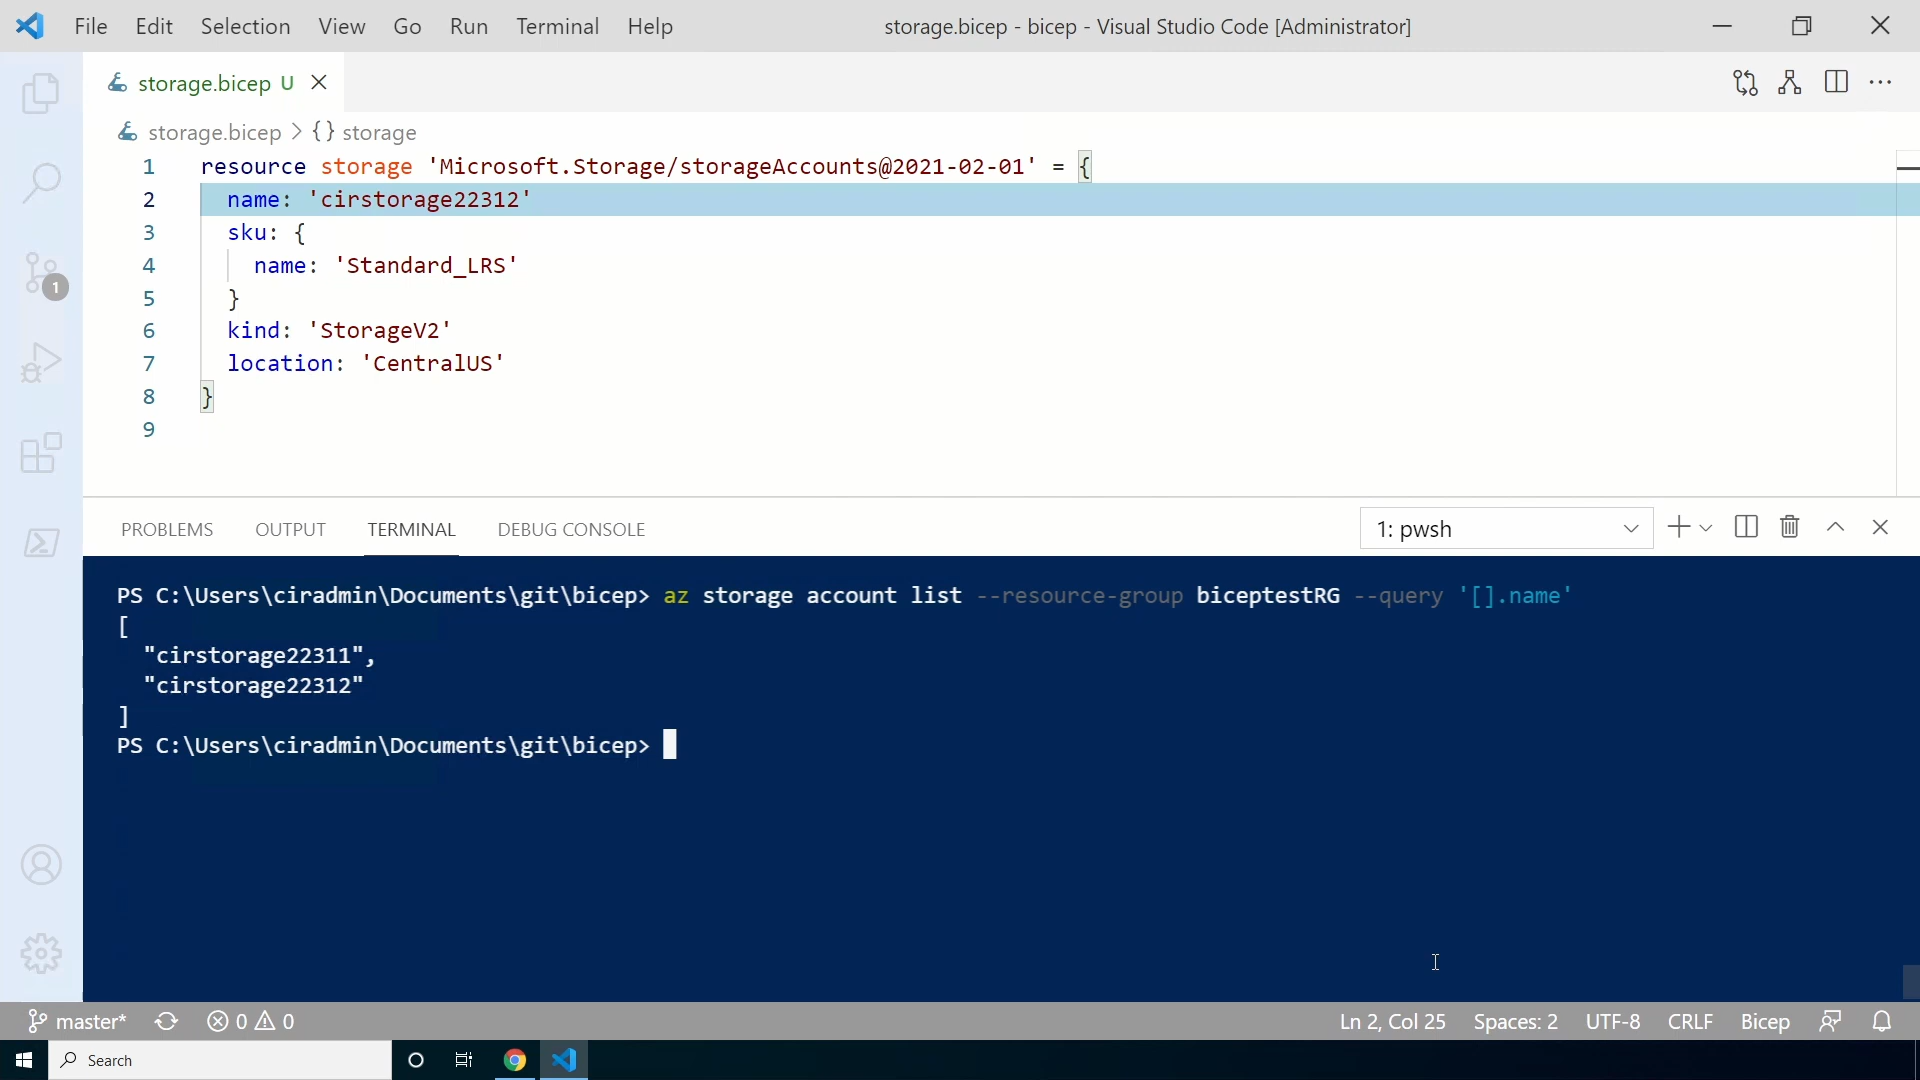 File Edit Selection View Go Run Terminal Help storage.bicep - bicep - Visual Studio Code [Administrator]
storage.bicep U
storage.bicep > {} storage
1 resource storage 'Microsoft.Storage/storageAccounts@2021-02-01' = {
2 name: 'cirstorage22312'
3 sku: {
4 name: 'Standard_LRS'
5 }
6 kind: 'StorageV2'
7 location: 'CentralUS'
8 }
9
1
PROBLEMS OUTPUT TERMINAL DEBUG CONSOLE 1: pwsh
PS C:\Users\ciradmin\Documents\git\bicep> az storage account list --resource-group biceptestRG --query '[].name'
[
"cirstorage22311",
"cirstorage22312"
]
PS C:\Users\ciradmin\Documents\git\bicep>
master* 0 0 Ln 2, Col 25 Spaces: 2 UTF-8 CRLF Bicep
Search